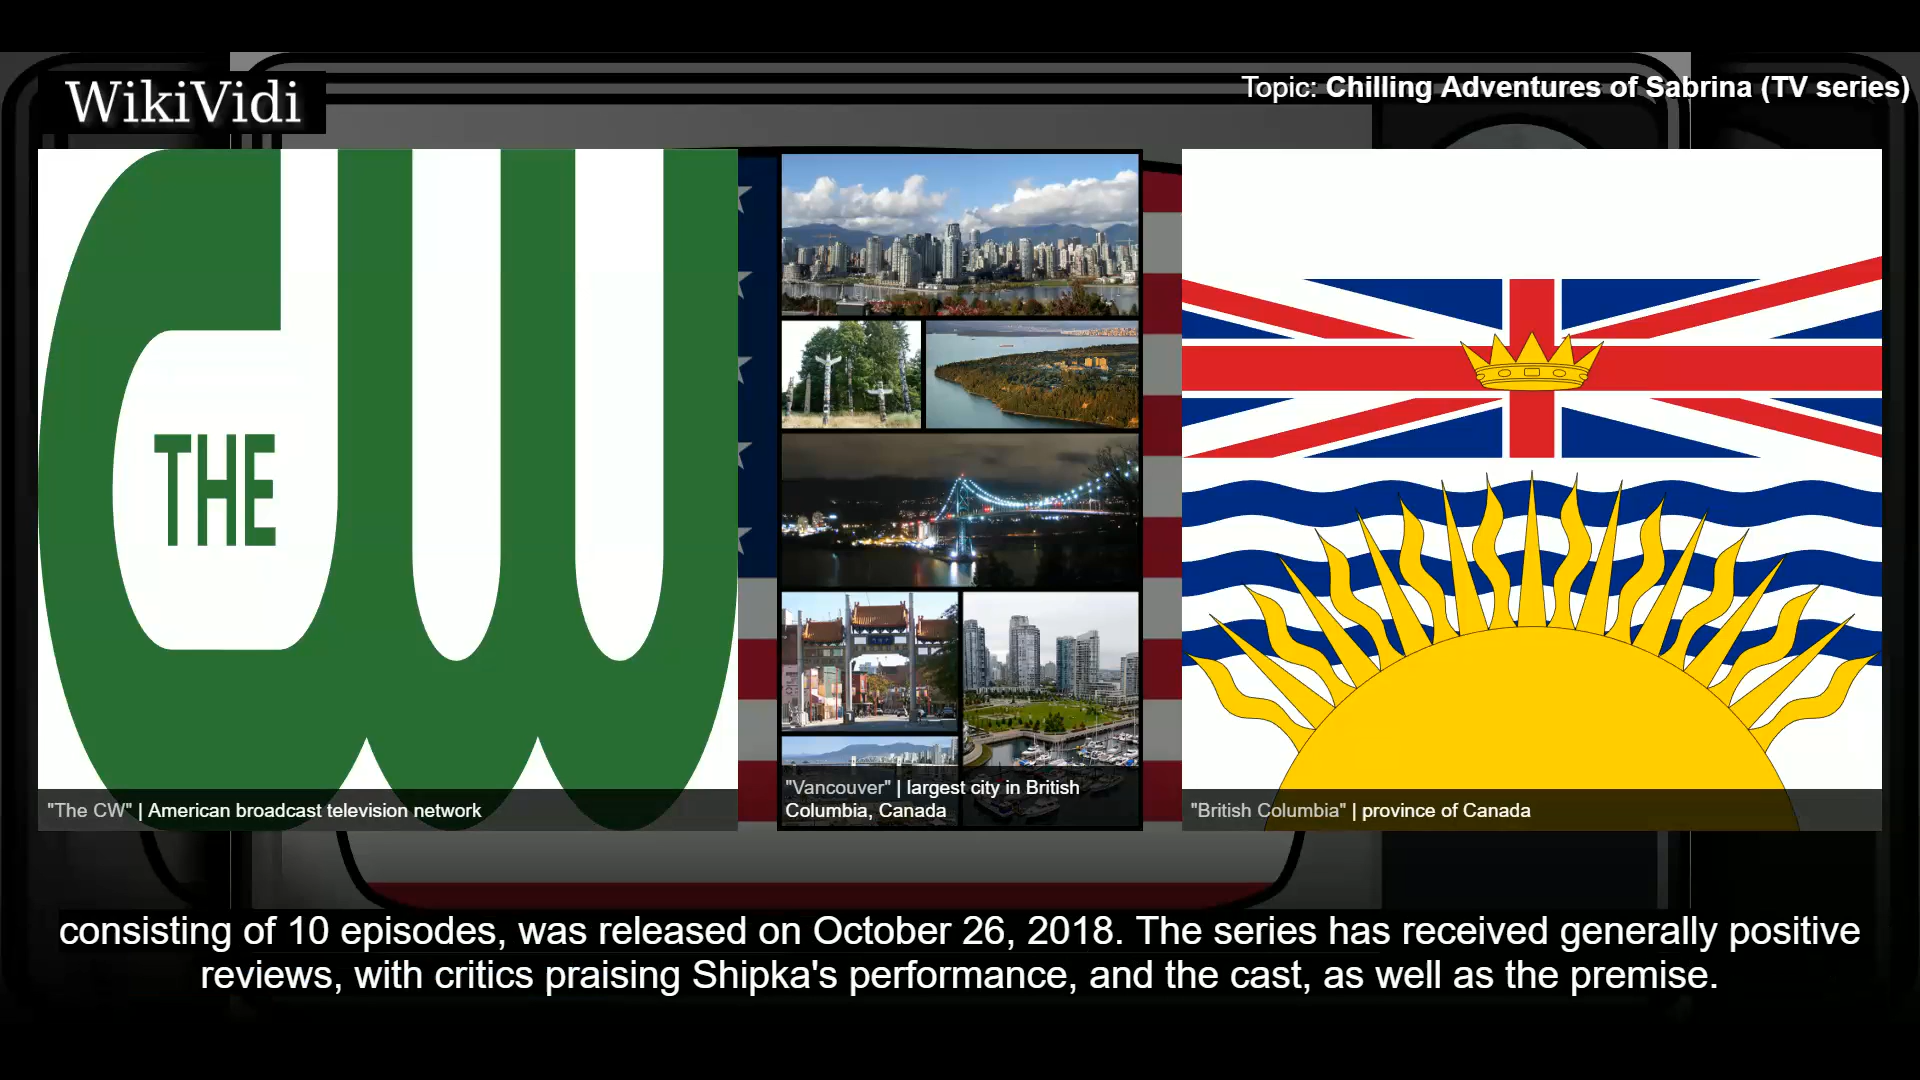 WikiVidi
Topic: Chilling Adventures of Sabrina (TV series)
THE
CW
"The CW" | American broadcast television network
"Vancouver" | largest city in British
Columbia, Canada
"British Columbia" | province of Canada
consisting of 10 episodes, was released on October 26, 2018. The series has received generally positive
reviews, with critics praising Shipka's performance, and the cast, as well as the premise.